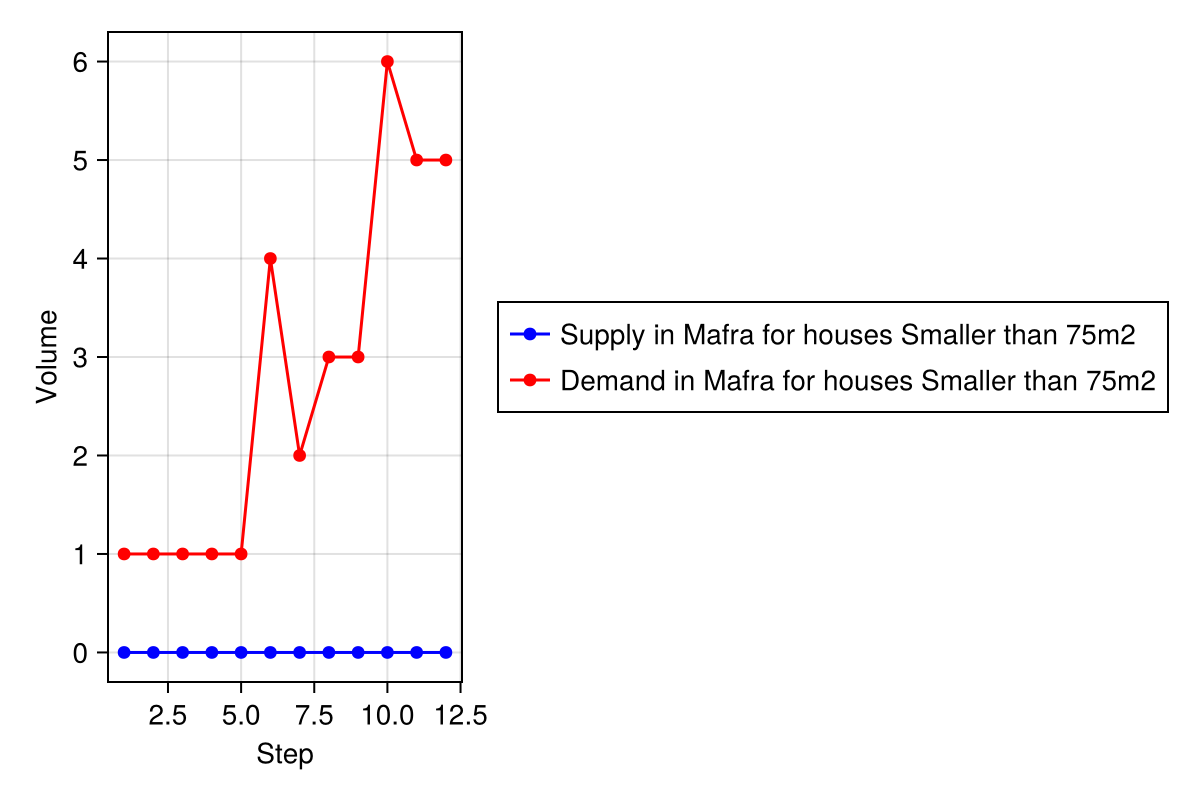 6
5
4
3
2
1
0
Volume
2.5 5.0 7.5 10.0 12.5
Step
Supply in Mafra for houses Smaller than 75m2
Demand in Mafra for houses Smaller than 75m2